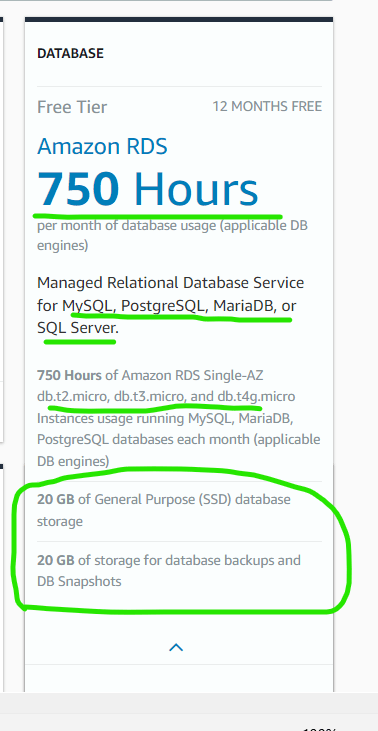 DATABASE
Free Tier 12 MONTHS FREE
Amazon RDS
750 Hours
per month of database usage (applicable DB
engines)
Managed Relational Database Service
for MySQL, PostgreSQL, MariaDB, or
SQL Server.
750 Hours of Amazon RDS Single-AZ
db.t2.micro, db.t3.micro, and db.t4g.micro
Instances usage running MySQL, MariaDB,
PostgreSQL databases each month (applicable
DB engines)
20 GB of General Purpose (SSD) database
storage
20 GB of storage for database backups and
DB Snapshots